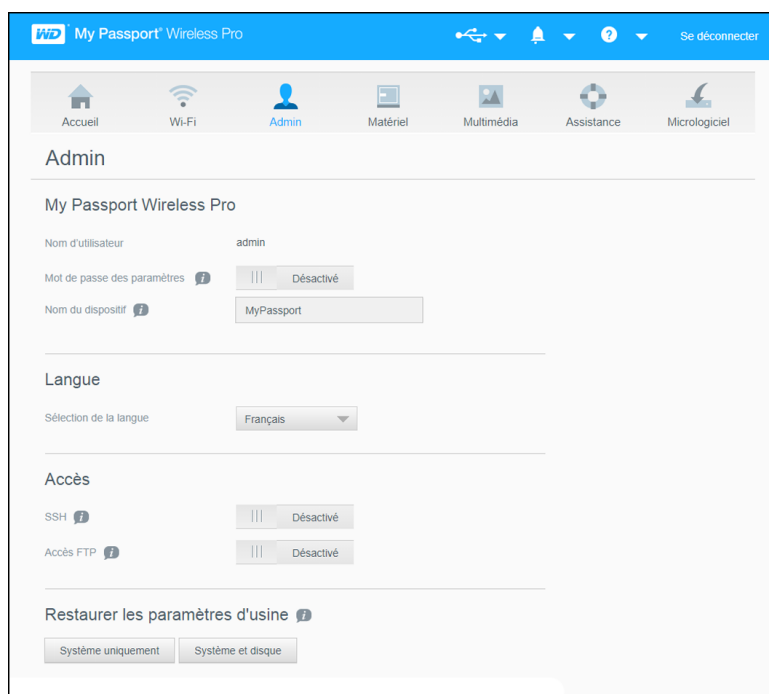 WD My Passport® Wireless Pro
Se déconnecter
Accueil Wi-Fi Admin Matériel Multimédia Assistance Micrologiciel
Admin
My Passport Wireless Pro
Nom d'utilisateur admin
Mot de passe des paramètres i Désactivé
Nom du dispositif i MyPassport
Langue
Sélection de la langue Français
Accès
SSH i Désactivé
Accès FTP i Désactivé
Restaurer les paramètres d'usine i
Système uniquement Système et disque